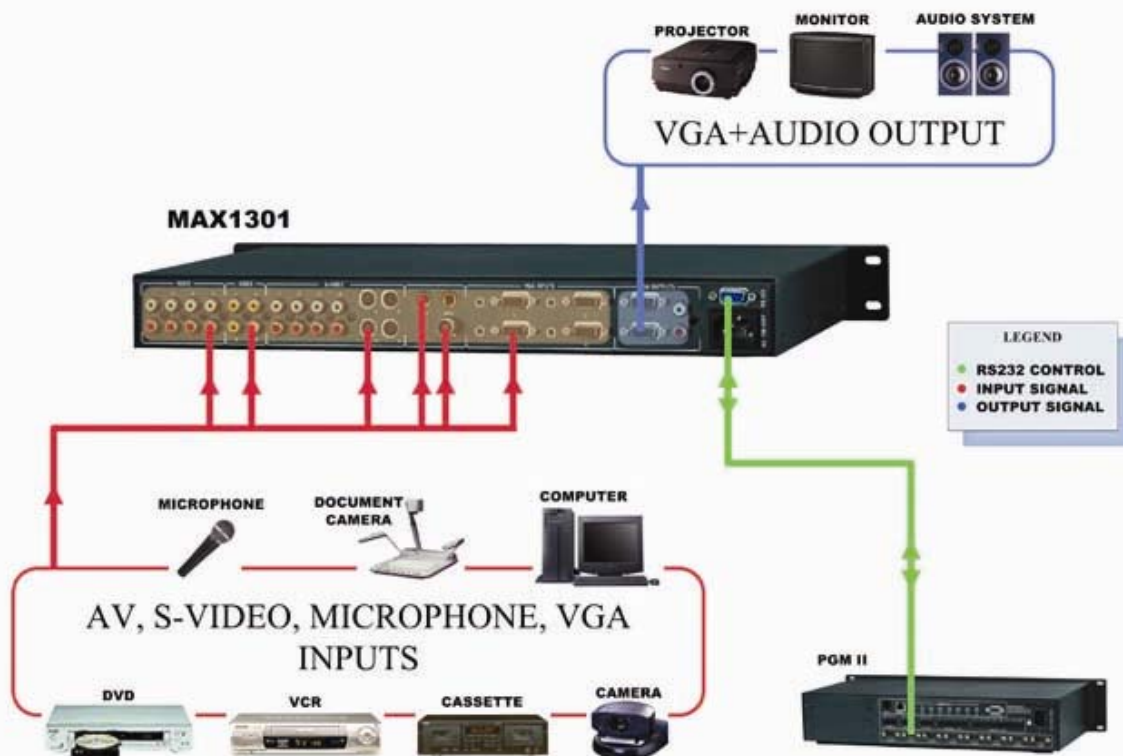 PROJECTOR
MONITOR
AUDIO SYSTEM
VGA+AUDIO OUTPUT
MAX1301
LEGEND
RS232 CONTROL
INPUT SIGNAL
OUTPUT SIGNAL
MICROPHONE
DOCUMENT
CAMERA
COMPUTER
AV, S-VIDEO, MICROPHONE, VGA
INPUTS
DVD
VCR
CASSETTE
CAMERA
PGM II